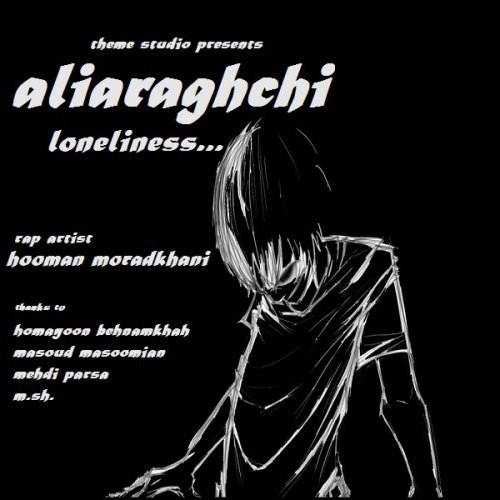 theme studio presents
aliaraghchi
loneliness...
rap artist
hooman moradkhani
thanks to
homayoon behnamkhah
masoud masoomian
mehdi parsa
m.sh.